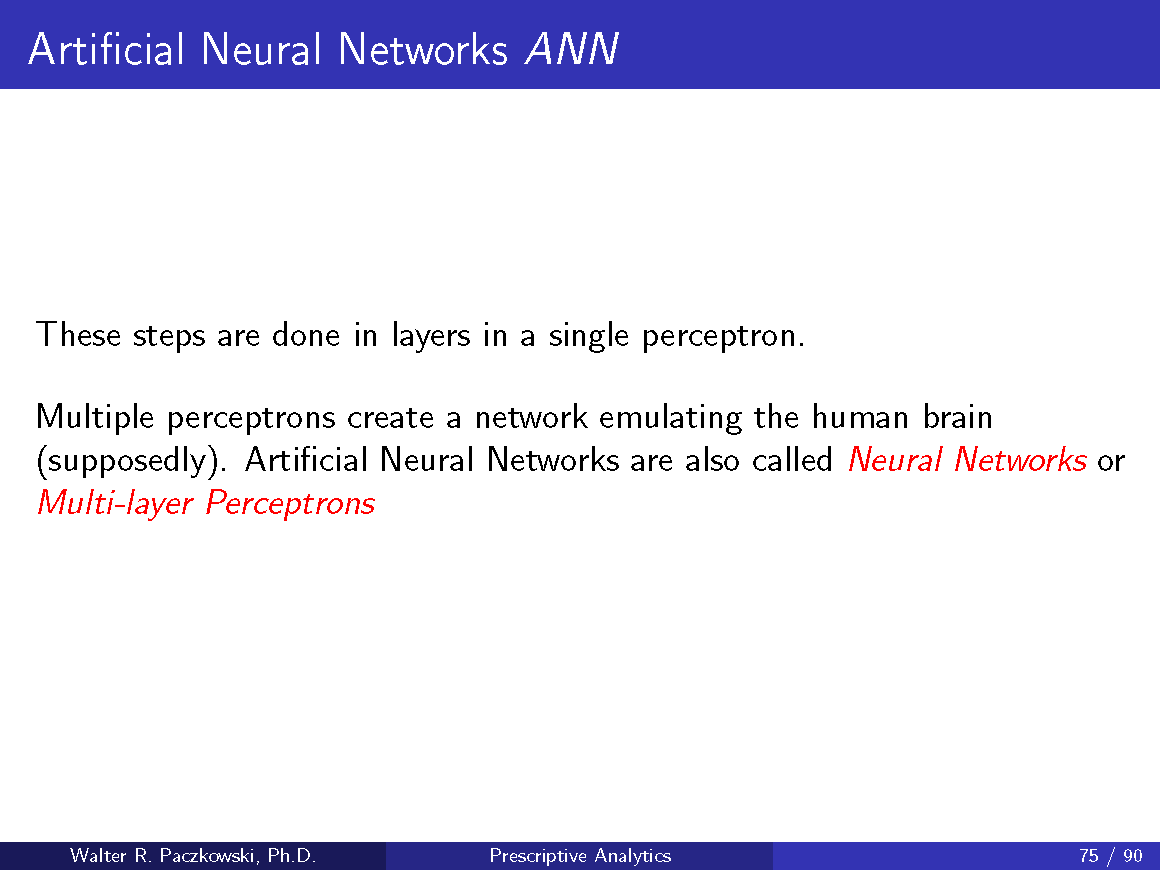 Artificial Neural Networks ANN
These steps are done in layers in a single perceptron.
Multiple perceptrons create a network emulating the human brain
(supposedly). Artificial Neural Networks are also called Neural Networks or
Multi-layer Perceptrons
Walter R. Paczkowski, Ph.D.
Prescriptive Analytics
75 / 90